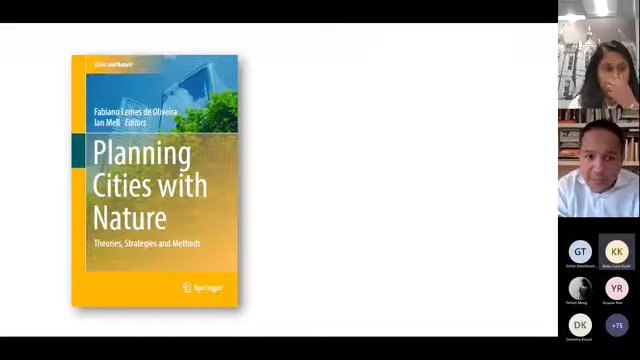 Cities and Nature
Fabiano Lemes de Oliveira
Ian Mell Editors
Planning
Cities with
Nature
Theories, Strategies and Methods
Springer
GT
KK
YR
DK
+75